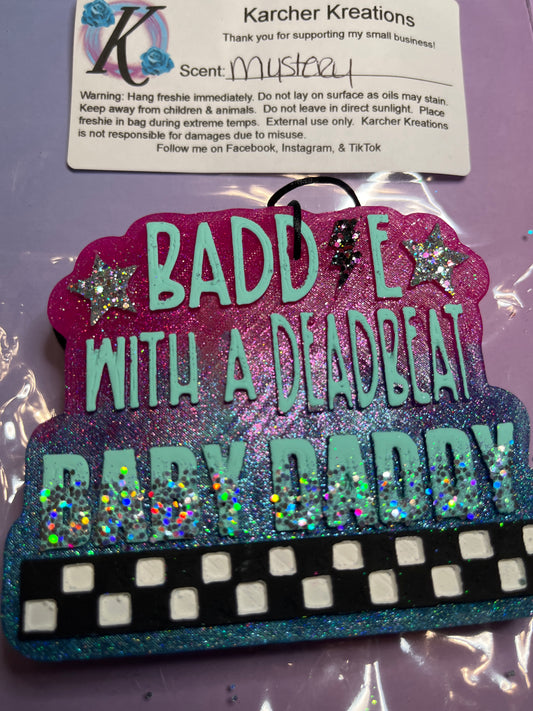 K
Karcher Kreations
Thank you for supporting my small business!
Scent: mystery
Warning: Hang freshie immediately. Do not lay on surface as oils may stain.
Keep away from children & animals. Do not leave in direct sunlight. Place
freshie in bag during extreme temps. External use only. Karcher Kreations
is not responsible for damages due to misuse.
Follow me on Facebook, Instagram, & TikTok
BADDIE
WITH A DEADBEAT
BABY DADDY